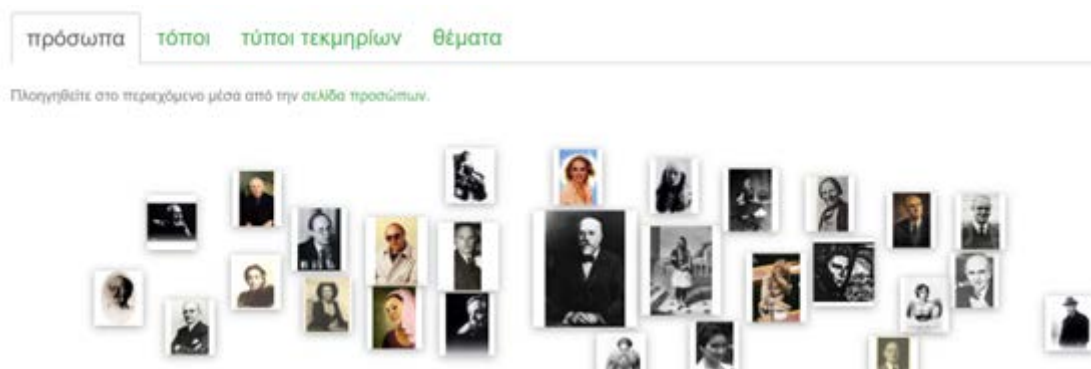 πρόσωπα τόποι τύποι τεκμηρίων θέματα
Πλοηγηθείτε στο περιεχόμενο μέσα από την σελίδα προσώπων.